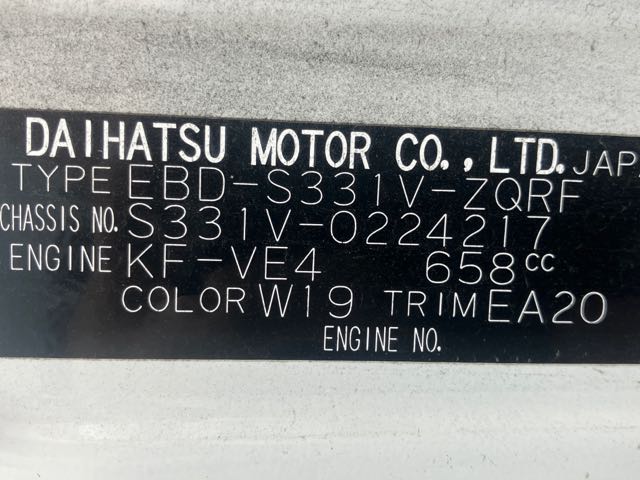 DAIHATSU MOTOR CO., LTD. JAPA
TYPE EBD-S331V-ZQRF
CHASSIS NO. S331V-0224217
ENGINE KF-VE4 658cc
COLOR W19 TRIM EA20
ENGINE NO.